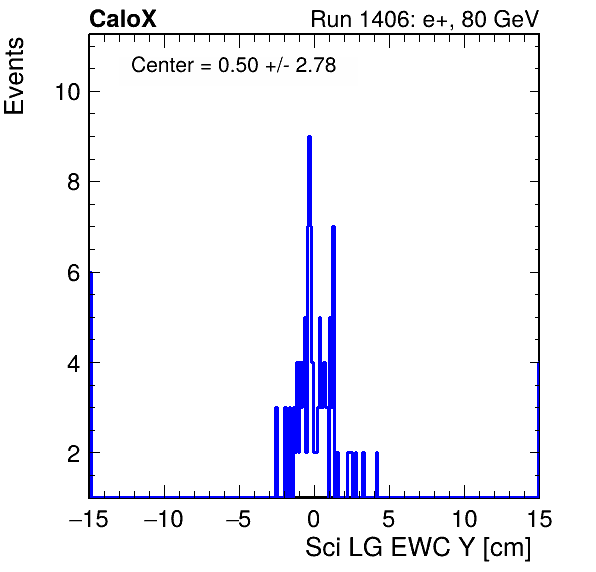 CaloX Run 1406: e+, 80 GeV
Events
Center = 0.50 +/- 2.78
10
8
6
4
2
−15 −10 −5 0 5 10 15
Sci LG EWC Y [cm]